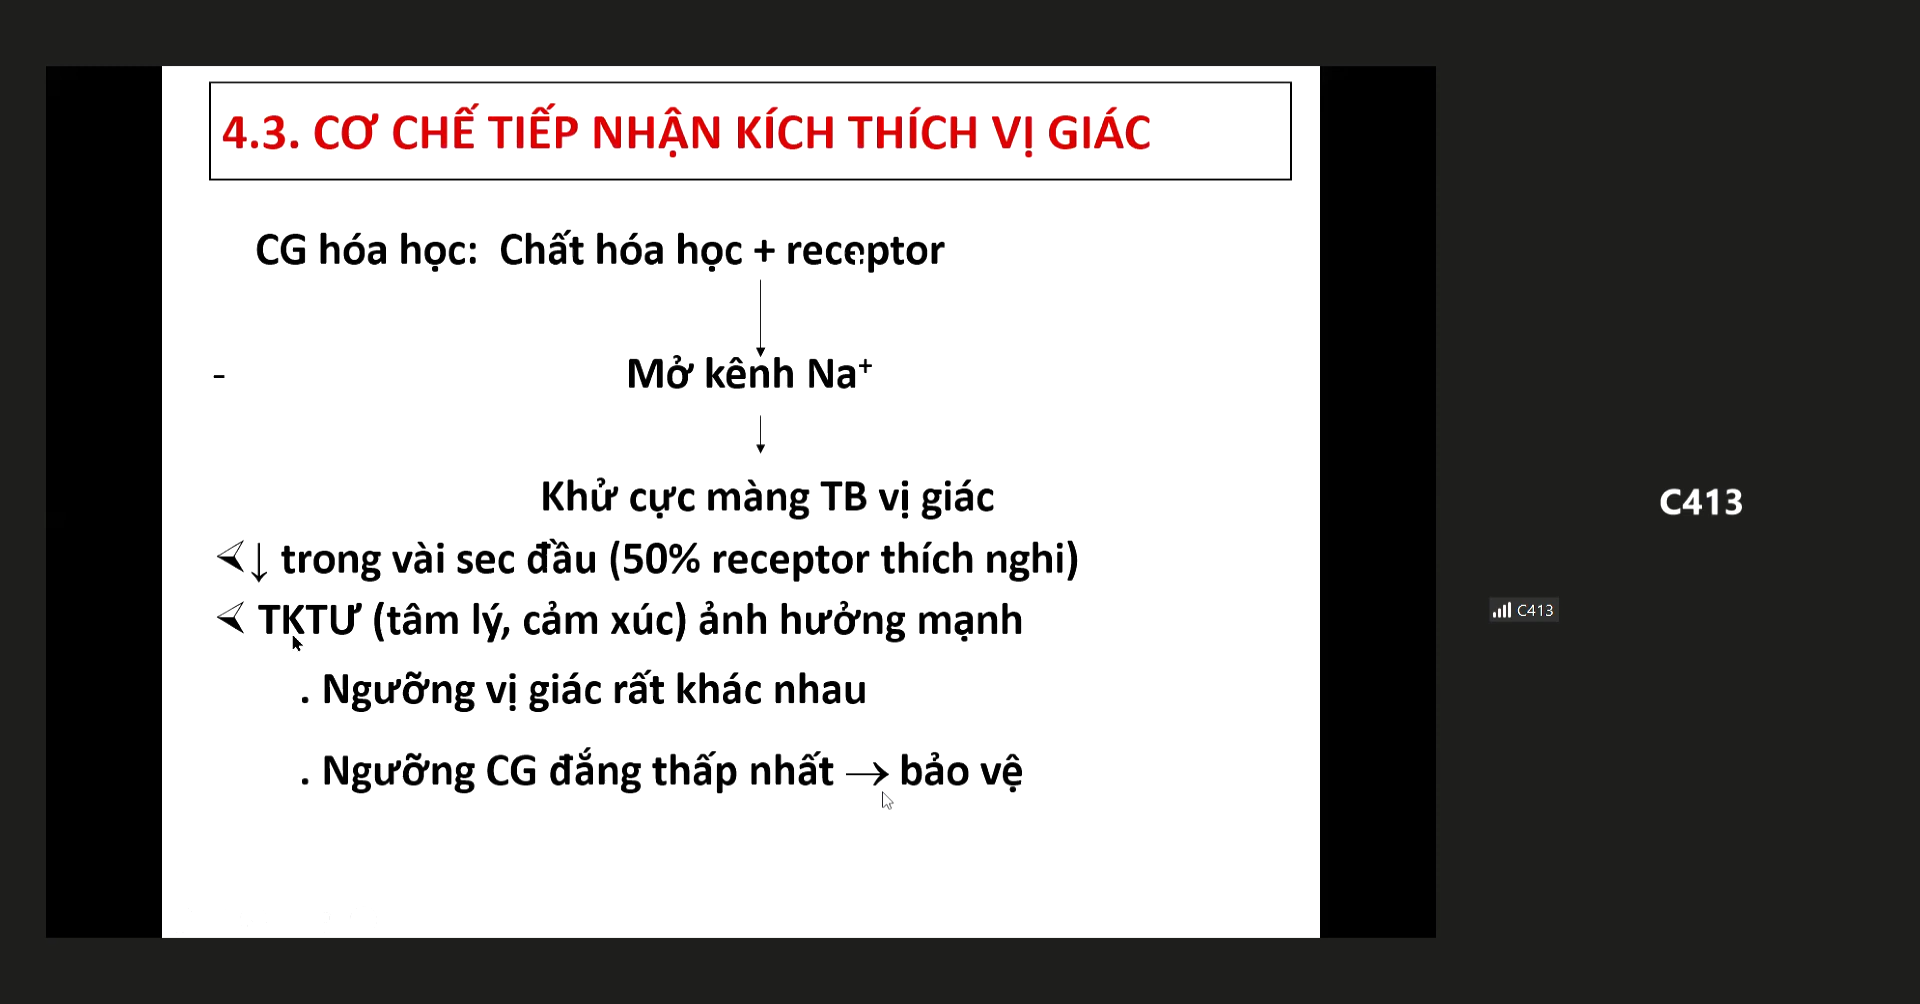 4.3. CƠ CHẾ TIẾP NHẬN KÍCH THÍCH VỊ GIÁC
CG hóa học: Chất hóa học + receptor
- Mở kênh Na⁺
Khử cực màng TB vị giác
↓ trong vài sec đầu (50% receptor thích nghi)
TKTƯ (tâm lý, cảm xúc) ảnh hưởng mạnh
. Ngưỡng vị giác rất khác nhau
. Ngưỡng CG đắng thấp nhất → bảo vệ
C413
C413